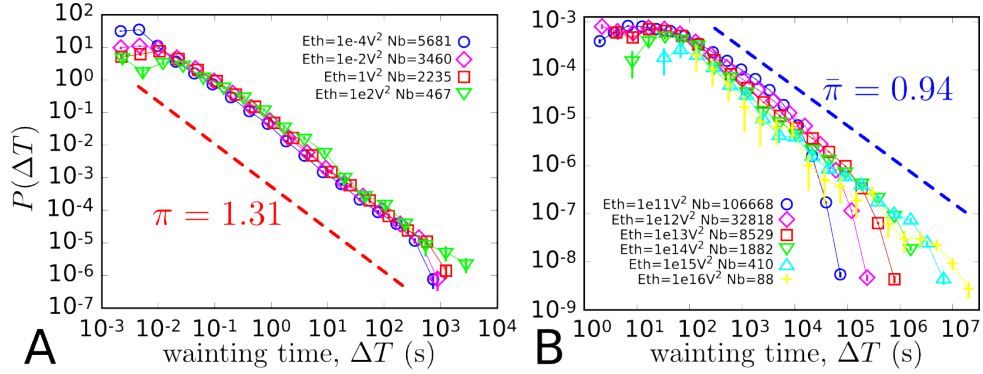 10^2
10^1
10^0
10^-1
10^-2
10^-3
10^-4
10^-5
10^-6
10^-7
P(ΔT)
Eth=1e-4V^2 Nb=5681
Eth=1e-2V^2 Nb=3460
Eth=1V^2 Nb=2235
Eth=1e2V^2 Nb=467
π = 1.31
10^-3 10^-2 10^-1 10^0 10^1 10^2 10^3 10^4
wainting time, ΔT (s)
A
10^-3
10^-4
10^-5
10^-6
10^-7
10^-8
10^-9
π̄ = 0.94
Eth=1e11V^2 Nb=106668
Eth=1e12V^2 Nb=32818
Eth=1e13V^2 Nb=8529
Eth=1e14V^2 Nb=1882
Eth=1e15V^2 Nb=410
Eth=1e16V^2 Nb=88
10^0 10^1 10^2 10^3 10^4 10^5 10^6 10^7
wainting time, ΔT (s)
B